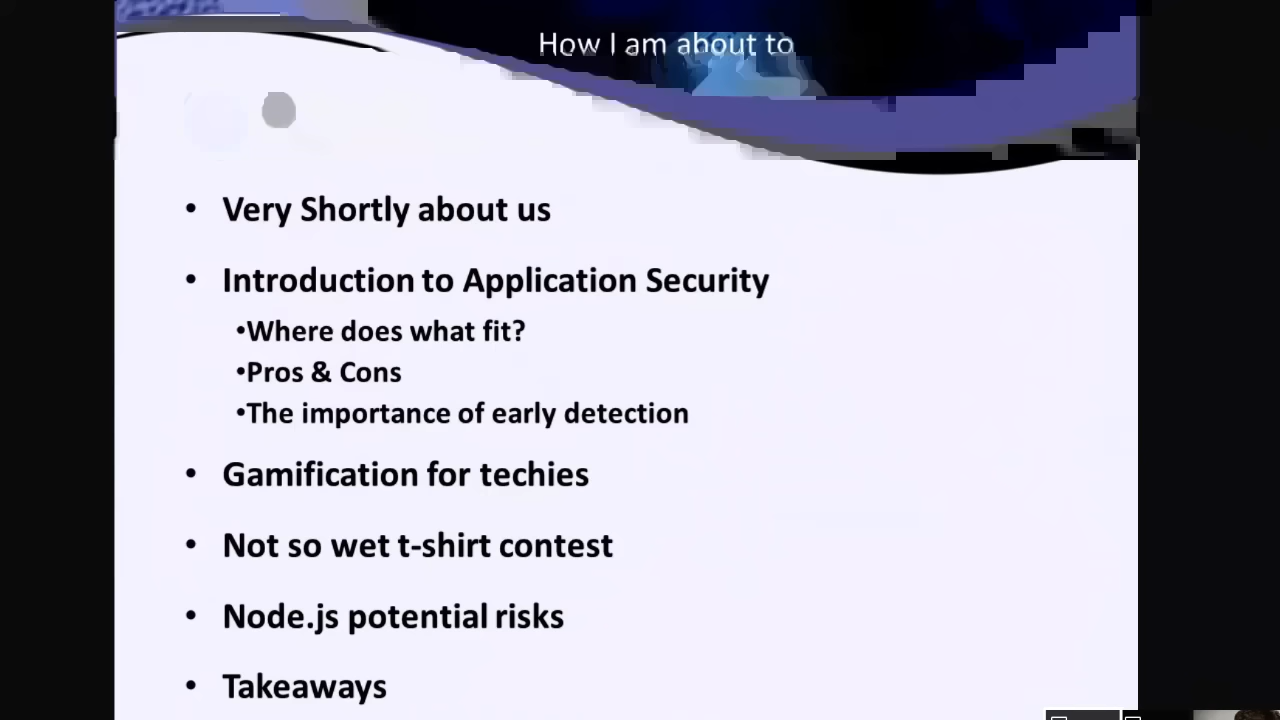 How I am about to
• Very Shortly about us
• Introduction to Application Security
•Where does what fit?
•Pros & Cons
•The importance of early detection
• Gamification for techies
• Not so wet t-shirt contest
• Node.js potential risks
• Takeaways